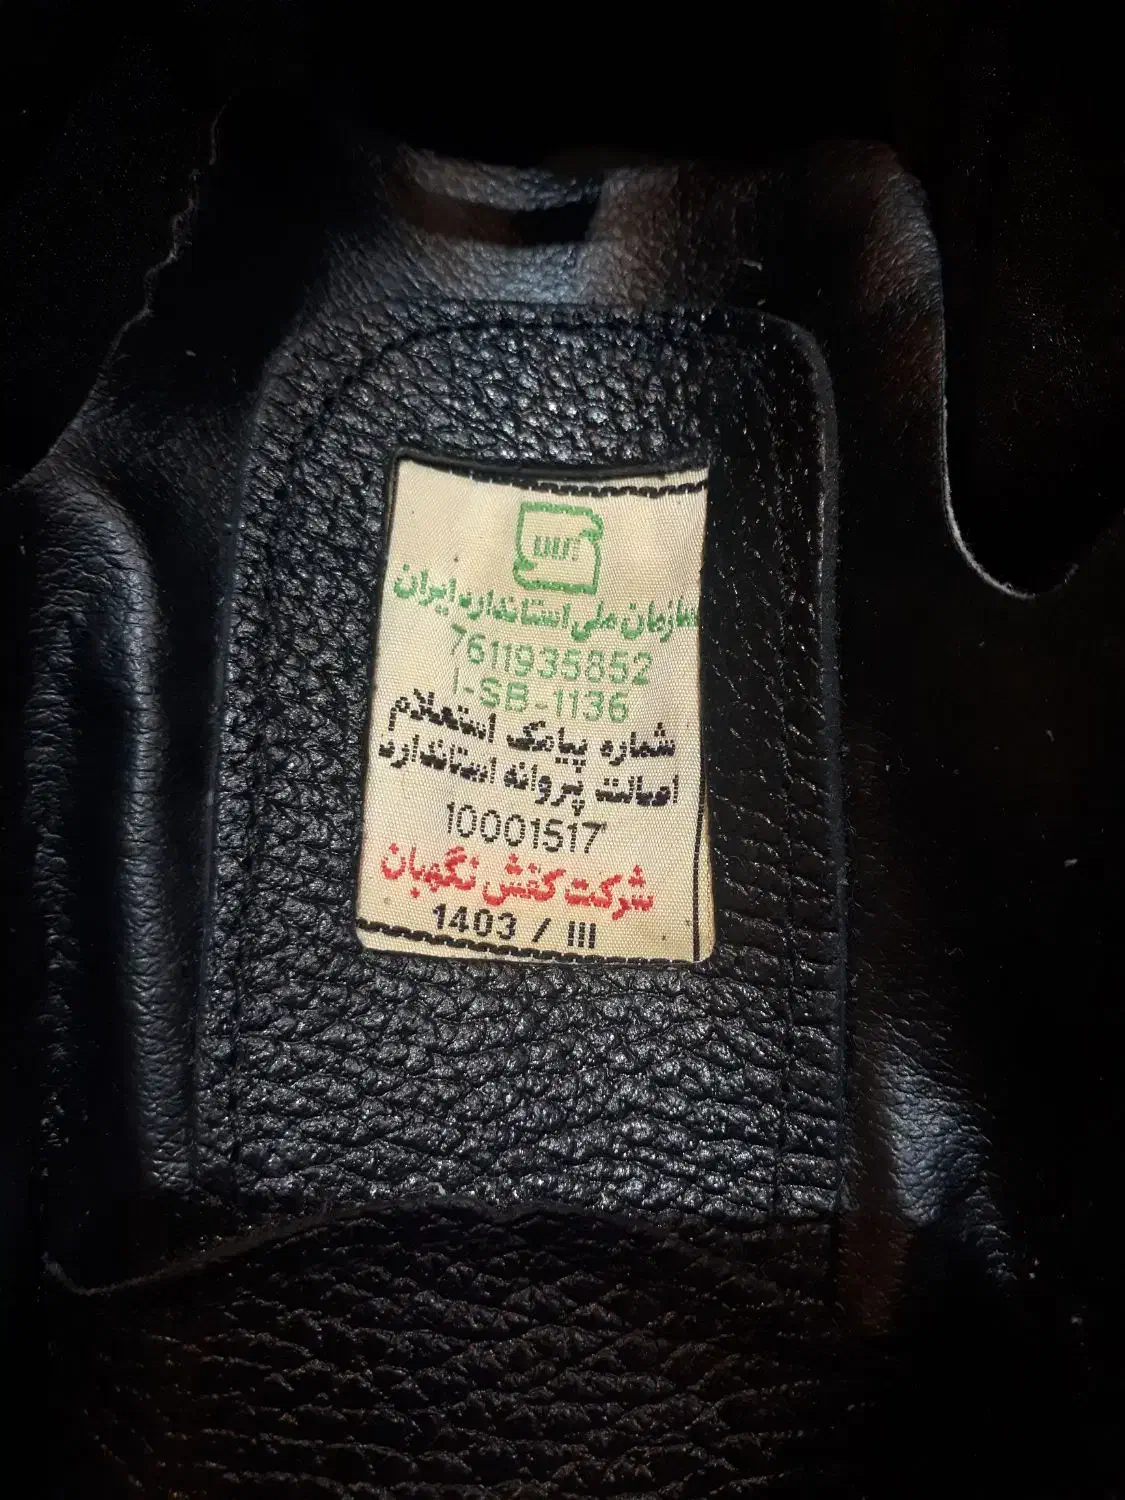 سازمان ملی استاندارد ایران
7611935852
I-SB-1136
شماره پیامک استعلام
اصالت پروانه استاندارد
10001517
شرکت کفش نگهبان
1403 / III